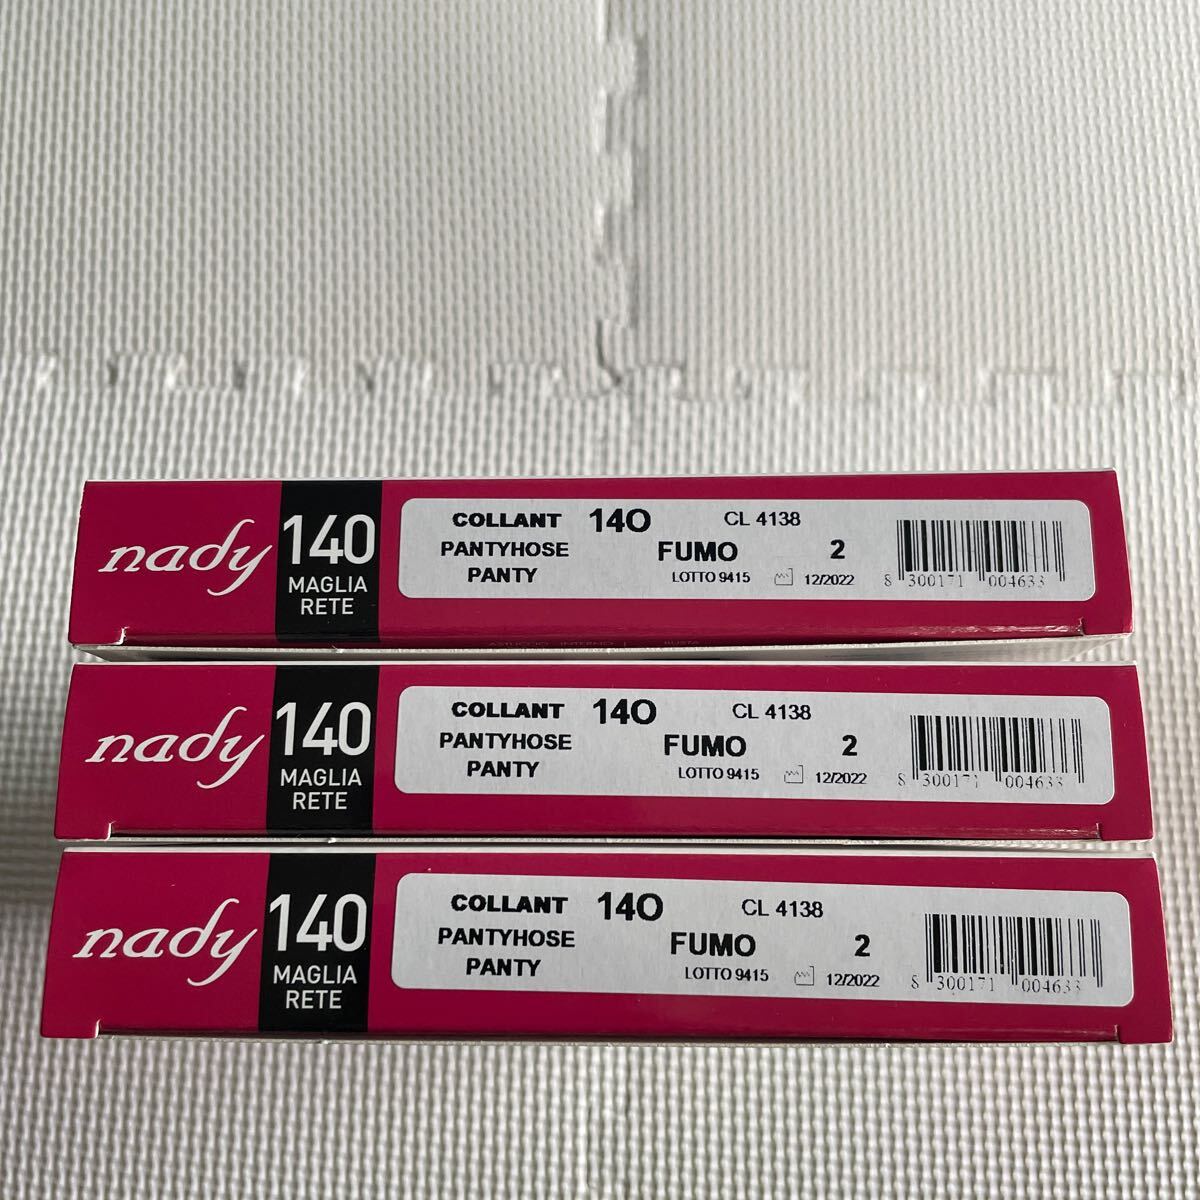 nady 140 MAGLIA RETE
COLLANT 140 CL 4138
PANTYHOSE FUMO 2
PANTY LOTTO 9415 12/2022
8 300171 004633
nady 140 MAGLIA RETE
COLLANT 140 CL 4138
PANTYHOSE FUMO 2
PANTY LOTTO 9415 12/2022
8 300171 004633
nady 140 MAGLIA RETE
COLLANT 140 CL 4138
PANTYHOSE FUMO 2
PANTY LOTTO 9415 12/2022
8 300171 004633